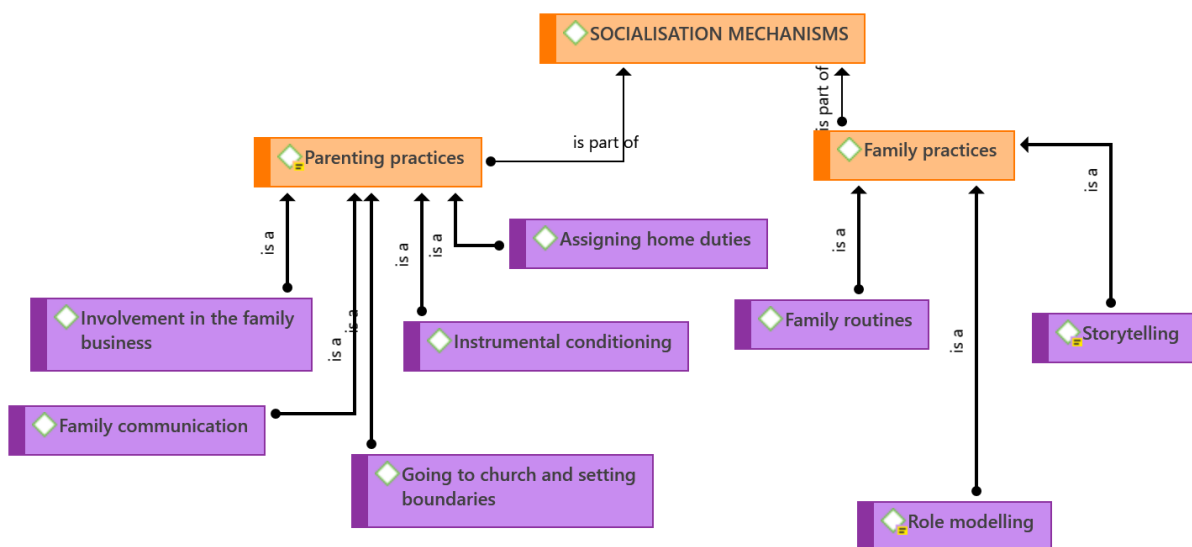 SOCIALISATION MECHANISMS
is part of
is part of
Parenting practices
Family practices
is a
is a
is a
is a
is a
is a
is a
is a
Assigning home duties
Involvement in the family
business
Instrumental conditioning
Family routines
Storytelling
Family communication
Going to church and setting
boundaries
Role modelling